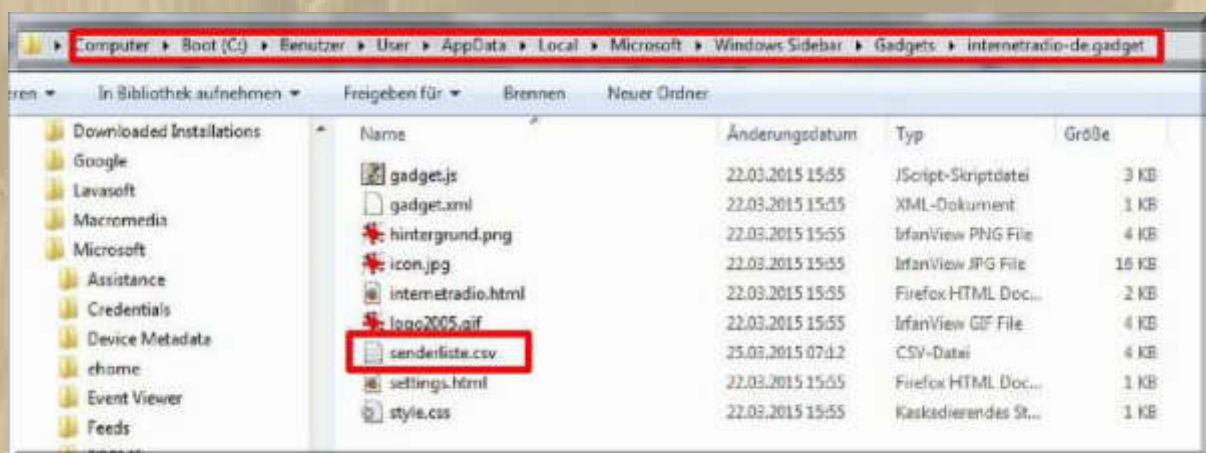 Computer ▸ Boot (C:) ▸ Benutzer ▸ User ▸ AppData ▸ Local ▸ Microsoft ▸ Windows Sidebar ▸ Gadgets ▸ internetradio-de.gadget
eren In Bibliothek aufnehmen Freigeben für Brennen Neuer Ordner
Downloaded Installations
Google
Lavasoft
Macromedia
Microsoft
Assistance
Credentials
Device Metadata
ehome
Event Viewer
Feeds
Name Änderungsdatum Typ Größe
gadget.js 22.03.2015 15:55 JScript-Skriptdatei 3 KB
gadget.xml 22.03.2015 15:55 XML-Dokument 1 KB
hintergrund.png 22.03.2015 15:55 IrfanView PNG File 4 KB
icon.jpg 22.03.2015 15:55 IrfanView JPG File 16 KB
internetradio.html 22.03.2015 15:55 Firefox HTML Doc... 2 KB
logo2005.gif 22.03.2015 15:55 IrfanView GIF File 4 KB
senderliste.csv 25.03.2015 07:12 CSV-Datei 4 KB
settings.html 22.03.2015 15:55 Firefox HTML Doc... 1 KB
style.css 22.03.2015 15:55 Kaskadierendes St... 1 KB